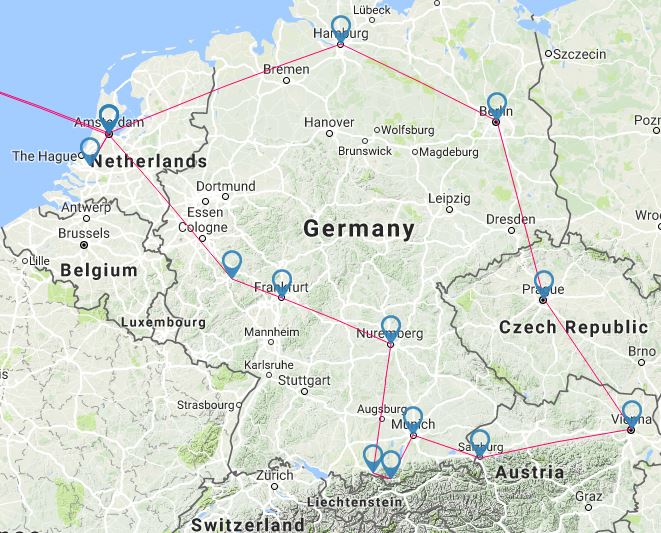 Lübeck
Hamburg
Szczecin
Bremen
Berlin
Amsterdam
Hanover
Wolfsburg
Brunswick
Magdeburg
The Hague
Netherlands
Dortmund
Essen
Leipzig
Antwerp
Cologne
Germany
Dresden
Brussels
Lille
Belgium
Frankfurt
Prague
Luxembourg
Mannheim
Nuremberg
Czech Republic
Brno
Karlsruhe
Stuttgart
Strasbourg
Augsburg
Munich
Vienna
Salzburg
Zürich
Austria
Liechtenstein
Graz
Switzerland